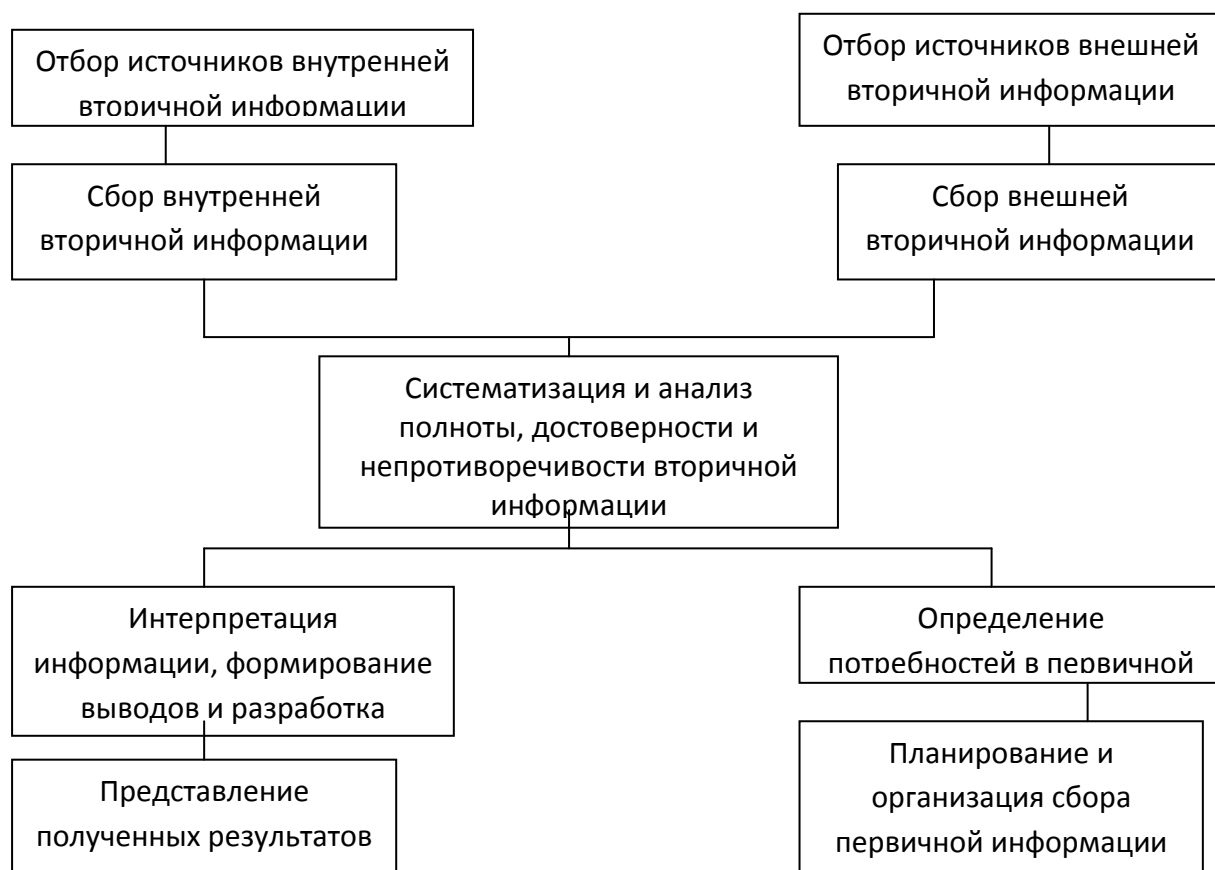 Отбор источников внутренней
вторичной информации
Отбор источников внешней
вторичной информации
Сбор внутренней
вторичной информации
Сбор внешней
вторичной информации
Систематизация и анализ
полноты, достоверности и
непротиворечивости вторичной
информации
Интерпретация
информации, формирование
выводов и разработка
Определение
потребностей в первичной
Представление
полученных результатов
Планирование и
организация сбора
первичной информации